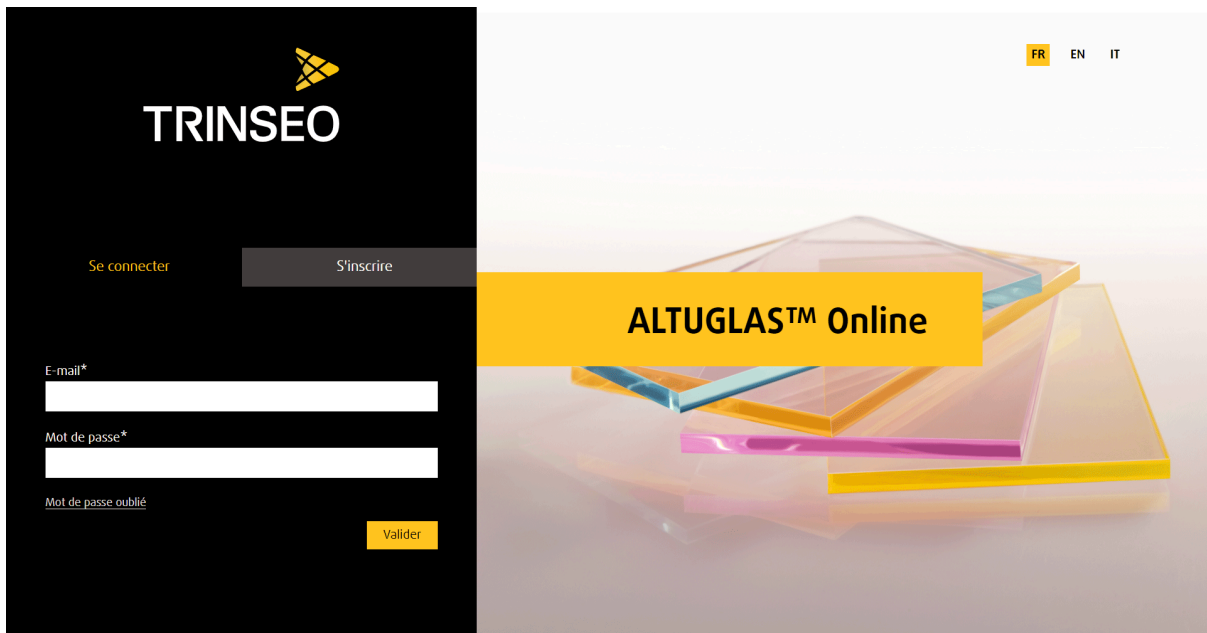 TRINSEO
FR EN IT
Se connecter
S'inscrire
ALTUGLAS™ Online
E-mail*
Mot de passe*
Mot de passe oublié
Valider